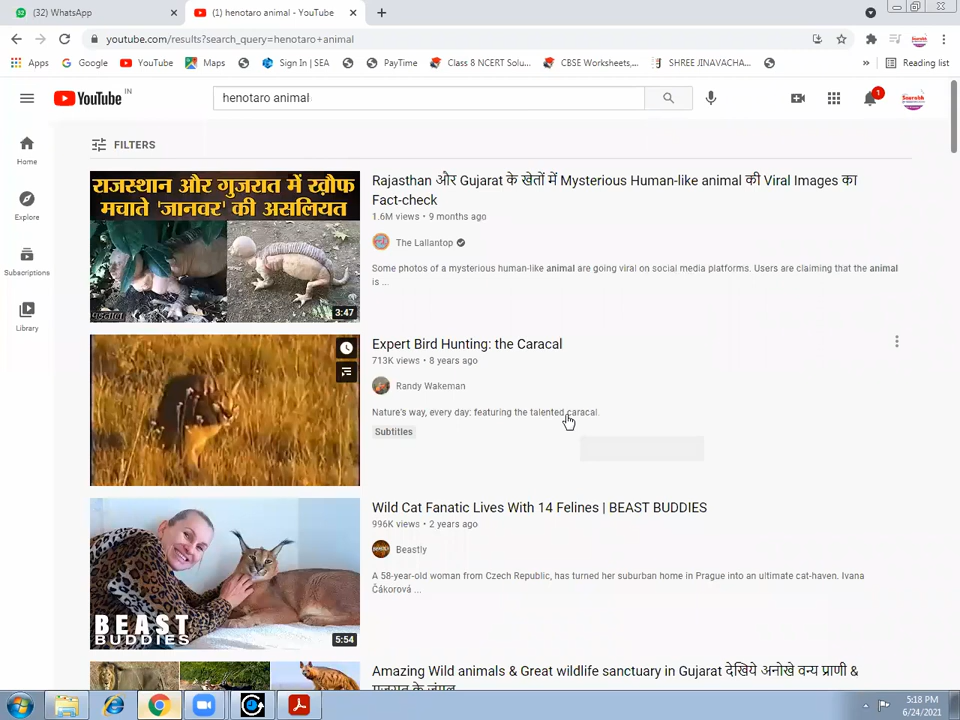 (32) WhatsApp
(1) henotaro animal - YouTube
youtube.com/results?search_query=henotaro+animal
Apps
Google
YouTube
Maps
Sign In | SEA
PayTime
Class 8 NCERT Solu...
CBSE Worksheets,...
SHREE JINAVACHA...
»
Reading list
YouTube IN
henotaro animal
1
Home
Explore
Subscriptions
Library
FILTERS
राजस्थान और गुजरात में ख़ौफ
मचाते 'जानवर' की असलियत
पड़ताल
3:47
Rajasthan और Gujarat के खेतों में Mysterious Human-like animal की Viral Images का
Fact-check
1.6M views • 9 months ago
The Lallantop
Some photos of a mysterious human-like animal are going viral on social media platforms. Users are claiming that the animal
is ...
Expert Bird Hunting: the Caracal
713K views • 8 years ago
Randy Wakeman
Nature's way, every day: featuring the talented caracal.
Subtitles
BEAST
BUDDIES
5:54
Wild Cat Fanatic Lives With 14 Felines | BEAST BUDDIES
996K views • 2 years ago
Beastly
A 58-year-old woman from Czech Republic, has turned her suburban home in Prague into an ultimate cat-haven. Ivana
Čákorová ...
Amazing Wild animals & Great wildlife sanctuary in Gujarat देखिये अनोखे वन्य प्राणी &
गुजरात के जंगल
5:18 PM
6/24/2021